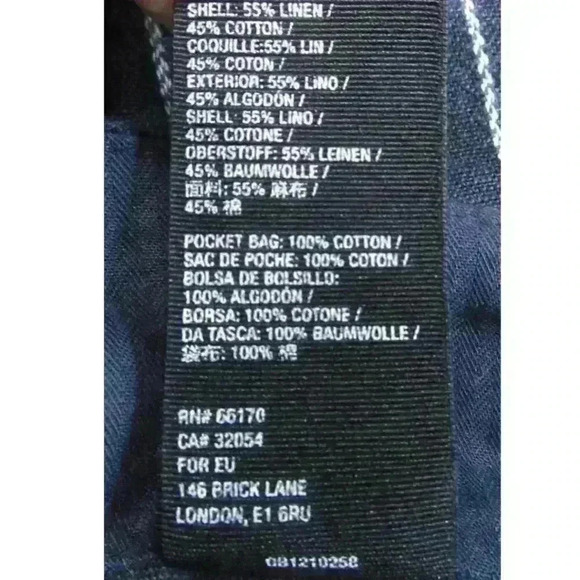 SHELL: 55% LINEN /
45% COTTON /
COQUILLE:55% LIN /
45% COTON /
EXTERIOR: 55% LINO /
45% ALGODÓN /
SHELL: 55% LINO /
45% COTONE /
OBERSTOFF: 55% LEINEN /
45% BAUMWOLLE /
面料: 55% 麻布 /
45% 棉
POCKET BAG: 100% COTTON /
SAC DE POCHE: 100% COTON /
BOLSA DE BOLSILLO:
100% ALGODÓN /
BORSA: 100% COTONE /
DA TASCA: 100% BAUMWOLLE /
袋布: 100% 棉
RN# 66170
CA# 32054
FOR EU
146 BRICK LANE
LONDON, E1 6RU
GB1210258